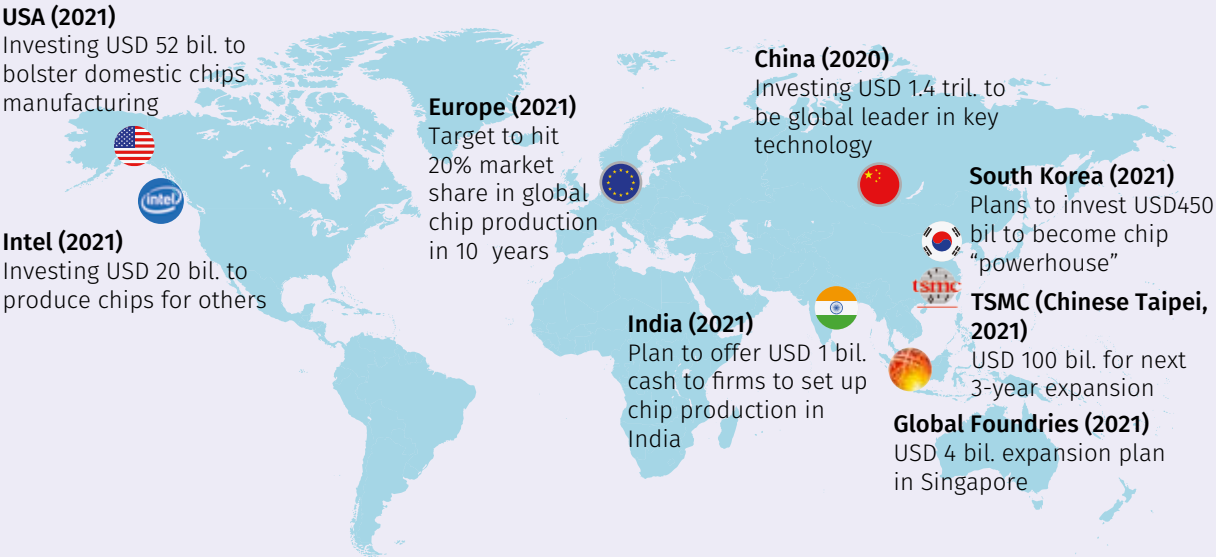 USA (2021)
Investing USD 52 bil. to
bolster domestic chips
manufacturing
intel
Intel (2021)
Investing USD 20 bil. to
produce chips for others
Europe (2021)
Target to hit
20% market
share in global
chip production
in 10 years
China (2020)
Investing USD 1.4 tril. to
be global leader in key
technology
South Korea (2021)
Plans to invest USD450
bil to become chip
“powerhouse”
tsmc
TSMC (Chinese Taipei,
2021)
USD 100 bil. for next
3-year expansion
India (2021)
Plan to offer USD 1 bil.
cash to firms to set up
chip production in
India
Global Foundries (2021)
USD 4 bil. expansion plan
in Singapore